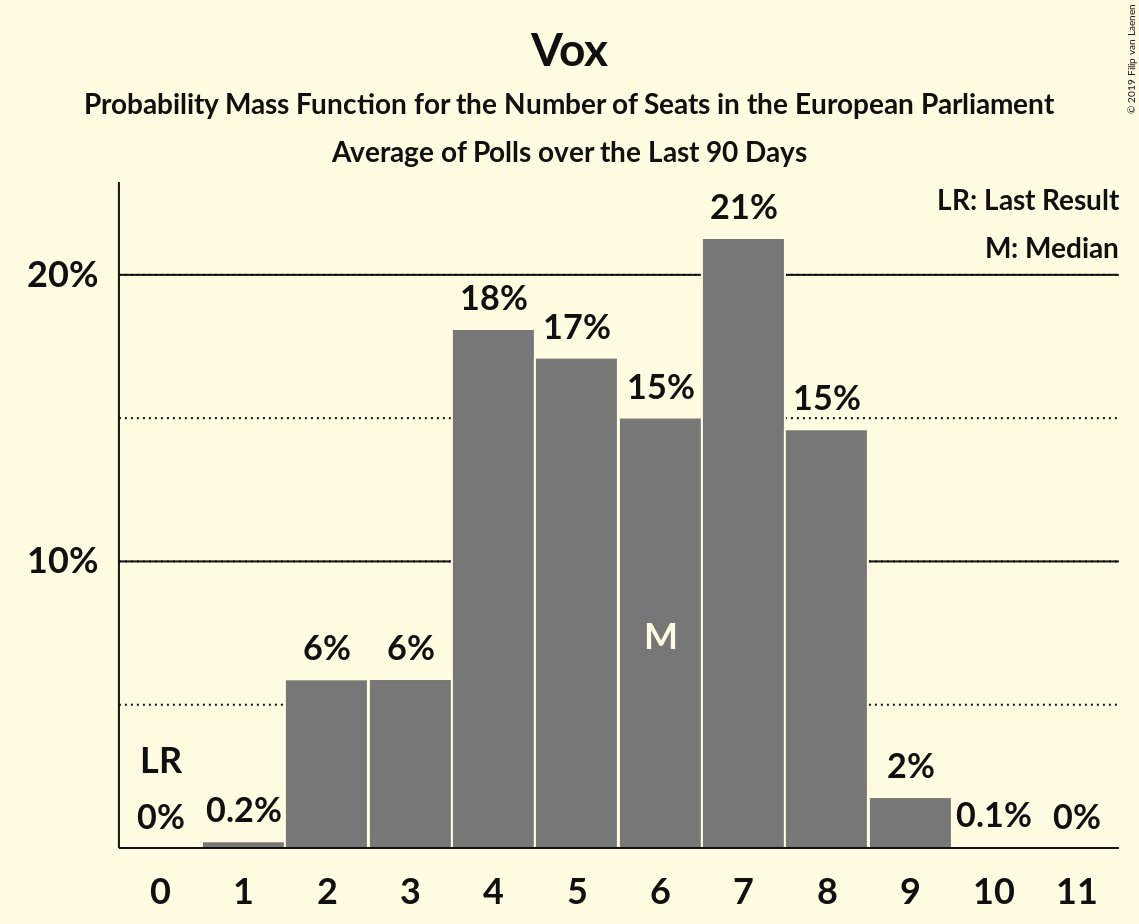 Vox
Probability Mass Function for the Number of Seats in the European Parliament
Average of Polls over the Last 90 Days
© 2019 Filip van Laenen
LR: Last Result
M: Median
20%
10%
LR
0%
0.2%
6%
6%
18%
17%
15%
M
21%
15%
2%
0.1%
0%
0 1 2 3 4 5 6 7 8 9 10 11